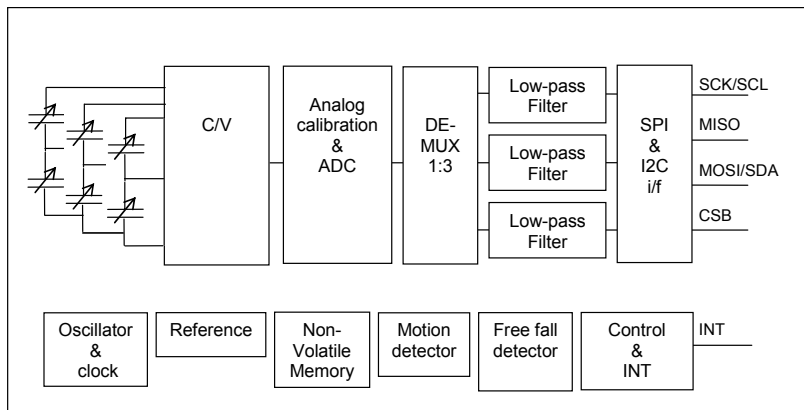 C/V
Analog
calibration
&
ADC
DE-
MUX
1:3
Low-pass
Filter
Low-pass
Filter
Low-pass
Filter
SPI
&
I2C
i/f
SCK/SCL
MISO
MOSI/SDA
CSB
Oscillator
&
clock
Reference
Non-
Volatile
Memory
Motion
detector
Free fall
detector
Control
&
INT
INT